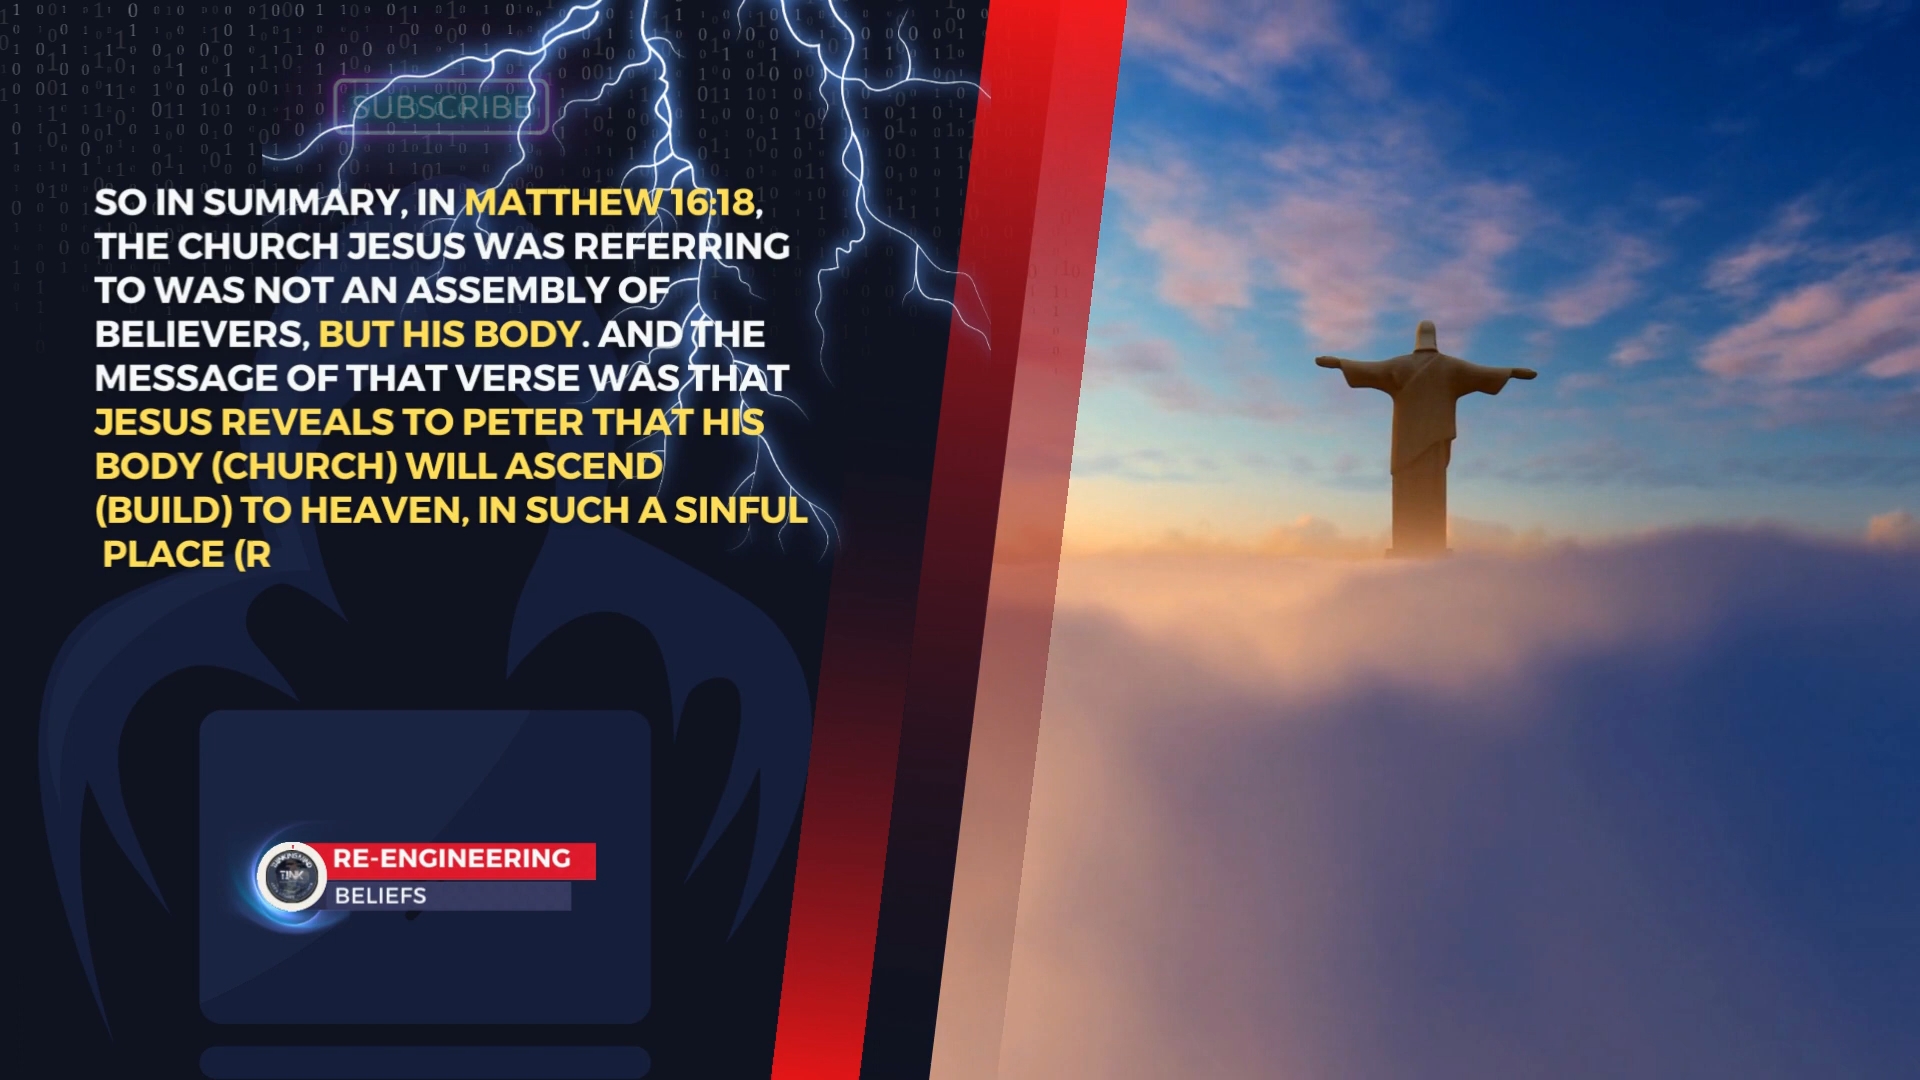 SUBSCRIBE
SO IN SUMMARY, IN MATTHEW 16:18,
THE CHURCH JESUS WAS REFERRING
TO WAS NOT AN ASSEMBLY OF
BELIEVERS, BUT HIS BODY. AND THE
MESSAGE OF THAT VERSE WAS THAT
JESUS REVEALS TO PETER THAT HIS
BODY (CHURCH) WILL ASCEND
(BUILD) TO HEAVEN, IN SUCH A SINFUL
PLACE (R
RE-ENGINEERING
BELIEFS